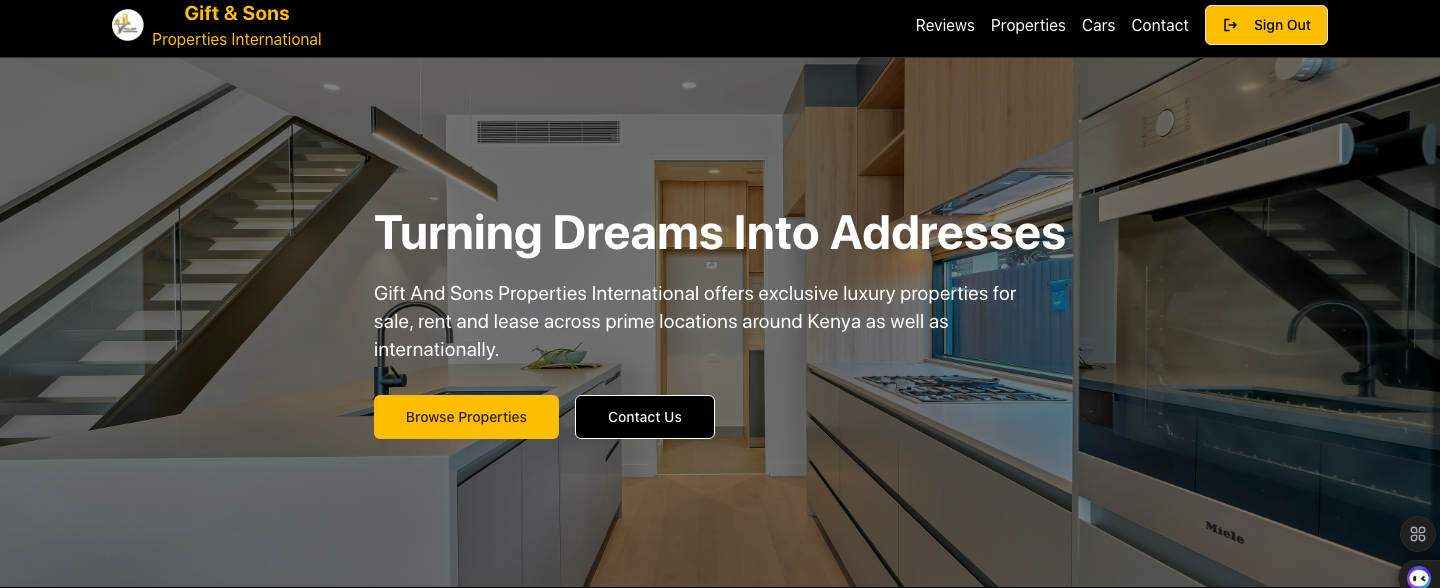 Gift & Sons
Properties International
Reviews
Properties
Cars
Contact
Sign Out
Turning Dreams Into Addresses
Gift And Sons Properties International offers exclusive luxury properties for
sale, rent and lease across prime locations around Kenya as well as
internationally.
Browse Properties
Contact Us
Miele